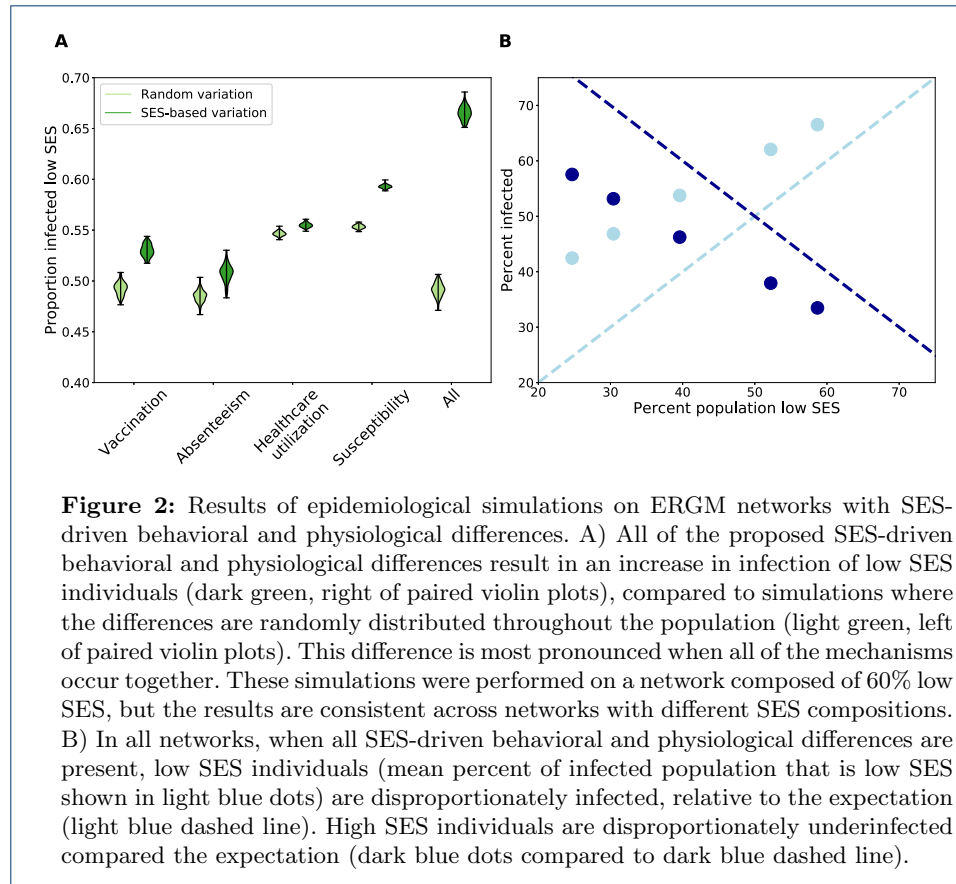 A
B
Random variation
SES-based variation
Proportion infected low SES
0.70
0.65
0.60
0.55
0.50
0.45
0.40
Vaccination
Absenteeism
Healthcare
utilization
Susceptibility
All
Percent infected
70
60
50
40
30
20
20
30
40
50
60
70
Percent population low SES
Figure 2: Results of epidemiological simulations on ERGM networks with SES-
driven behavioral and physiological differences. A) All of the proposed SES-driven
behavioral and physiological differences result in an increase in infection of low SES
individuals (dark green, right of paired violin plots), compared to simulations where
the differences are randomly distributed throughout the population (light green, left
of paired violin plots). This difference is most pronounced when all of the mechanisms
occur together. These simulations were performed on a network composed of 60% low
SES, but the results are consistent across networks with different SES compositions.
B) In all networks, when all SES-driven behavioral and physiological differences are
present, low SES individuals (mean percent of infected population that is low SES
shown in light blue dots) are disproportionately infected, relative to the expectation
(light blue dashed line). High SES individuals are disproportionately underinfected
compared the expectation (dark blue dots compared to dark blue dashed line).